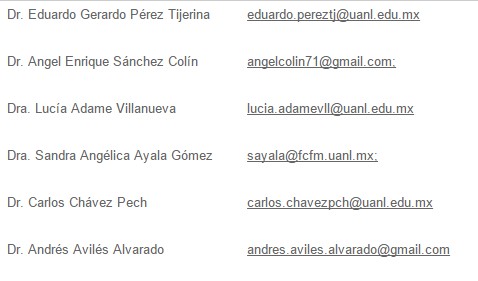 Dr. Eduardo Gerardo Pérez Tijerina eduardo.pereztj@uanl.edu.mx
Dr. Angel Enrique Sánchez Colín angelcolin71@gmail.com;
Dra. Lucía Adame Villanueva lucia.adamevll@uanl.edu.mx
Dra. Sandra Angélica Ayala Gómez sayala@fcfm.uanl.mx;
Dr. Carlos Chávez Pech carlos.chavezpch@uanl.edu.mx
Dr. Andrés Avilés Alvarado andres.aviles.alvarado@gmail.com